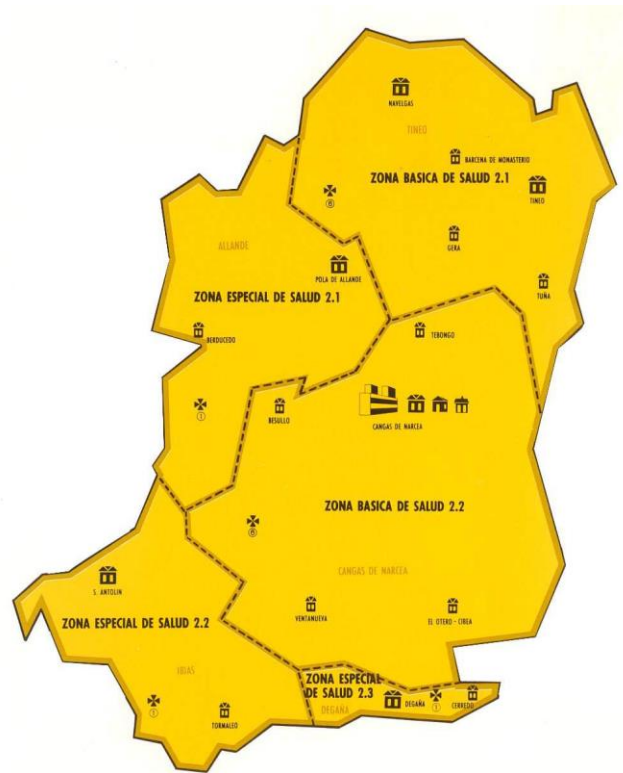 NAVELGAS
TINEO
BARCENA DE MONASTERIO
ZONA BASICA DE SALUD 2.1
TINEO
6
GERA
ALLANDE
POLA DE ALLANDE
TUÑA
ZONA ESPECIAL DE SALUD 2.1
BERDUCEDO
TEBONGO
1
BESULLO
CANGAS DE NARCEA
ZONA BASICA DE SALUD 2.2
CANGAS DE NARCEA
S. ANTOLIN
VENTANUEVA
EL OTERO-CIBEA
ZONA ESPECIAL DE SALUD 2.2
IBIAS
ZONA ESPECIAL
DE SALUD 2.3
DEGAÑA
DEGAÑA
1
CERREDO
TORMALEO